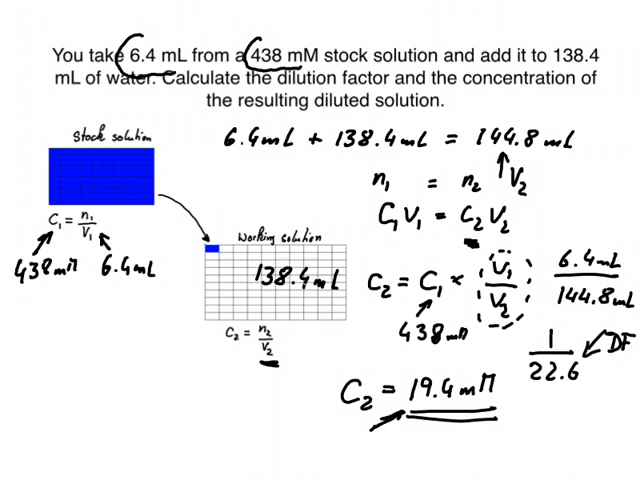 You take 6.4 mL from a 438 mM stock solution and add it to 138.4
mL of water. Calculate the dilution factor and the concentration of
the resulting diluted solution.
Stock solution
6.4mL + 138.4mL = 144.8mL
n1 = n2
V2
C1V1 = C2V2
C1 = n1/V1
438mM 6.4mL
Working solution
138.4mL
C2 = C1 × V1/V2
6.4mL/144.8mL
438mM
C2 = n2/V2
1/22.6
DF
C2 = 19.4mM